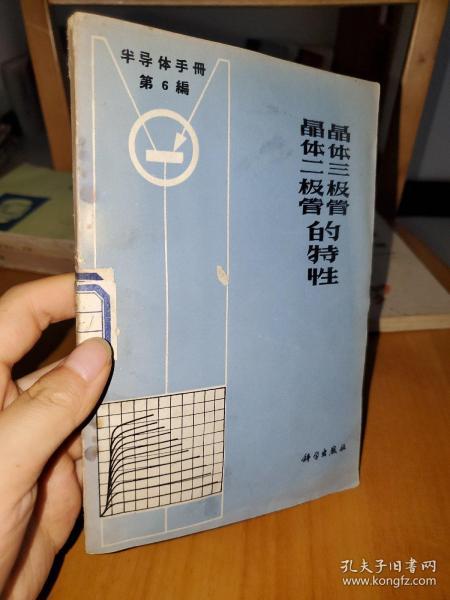 半导体手册
第6編
晶体三极管
晶体二极管
的特性
科学出版社
孔夫子旧书网
www.kongfz.com